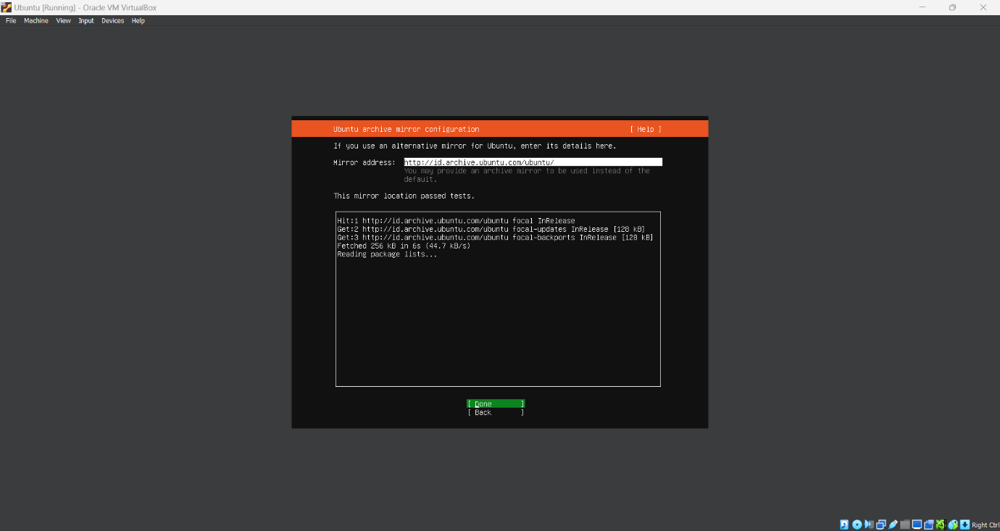 Ubuntu [Running] - Oracle VM VirtualBox
File Machine View Input Devices Help
Ubuntu archive mirror configuration [ Help ]
If you use an alternative mirror for Ubuntu, enter its details here.
Mirror address: http://id.archive.ubuntu.com/ubuntu/
You may provide an archive mirror to be used instead of the
default.
This mirror location passed tests.
Hit:1 http://id.archive.ubuntu.com/ubuntu focal InRelease
Get:2 http://id.archive.ubuntu.com/ubuntu focal-updates InRelease [128 kB]
Get:3 http://id.archive.ubuntu.com/ubuntu focal-backports InRelease [128 kB]
Fetched 256 kB in 6s (44.7 kB/s)
Reading package lists...
[ Done ]
[ Back ]
Right Ctrl